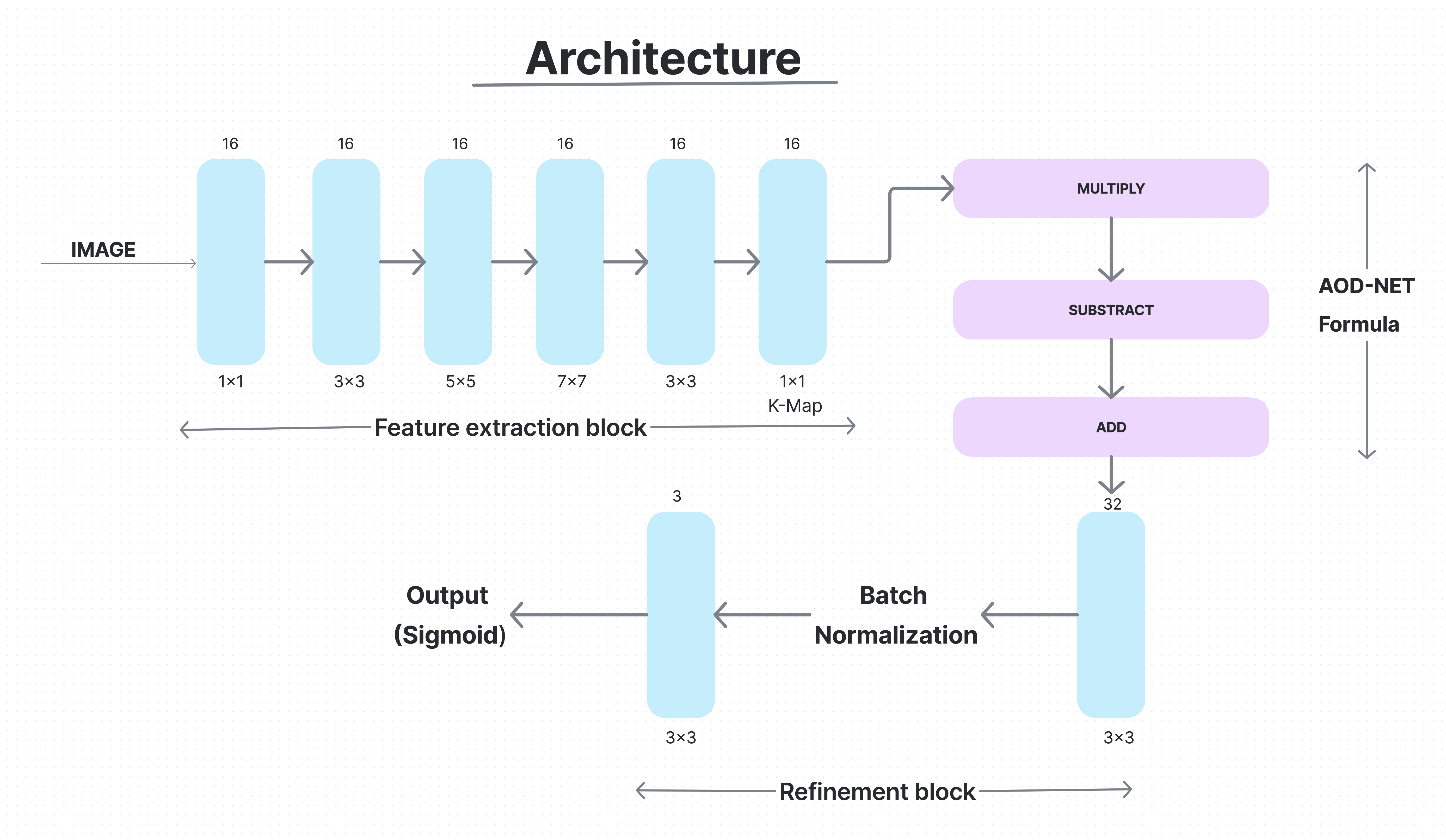 Architecture
16 16 16 16 16 16
IMAGE
1×1 3×3 5×5 7×7 3×3 1×1
K-Map
Feature extraction block
MULTIPLY
SUBSTRACT
ADD
AOD-NET
Formula
32
3×3
Batch
Normalization
3
3×3
Output
(Sigmoid)
Refinement block